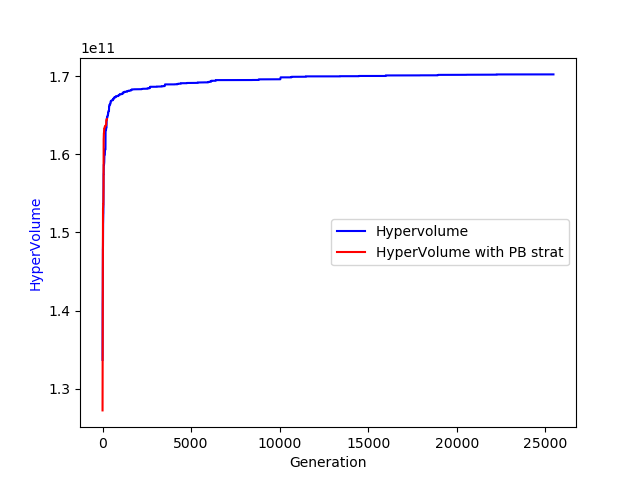 1e11
1.7
1.6
1.5
1.4
1.3
HyperVolume
Hypervolume
HyperVolume with PB strat
0 5000 10000 15000 20000 25000
Generation